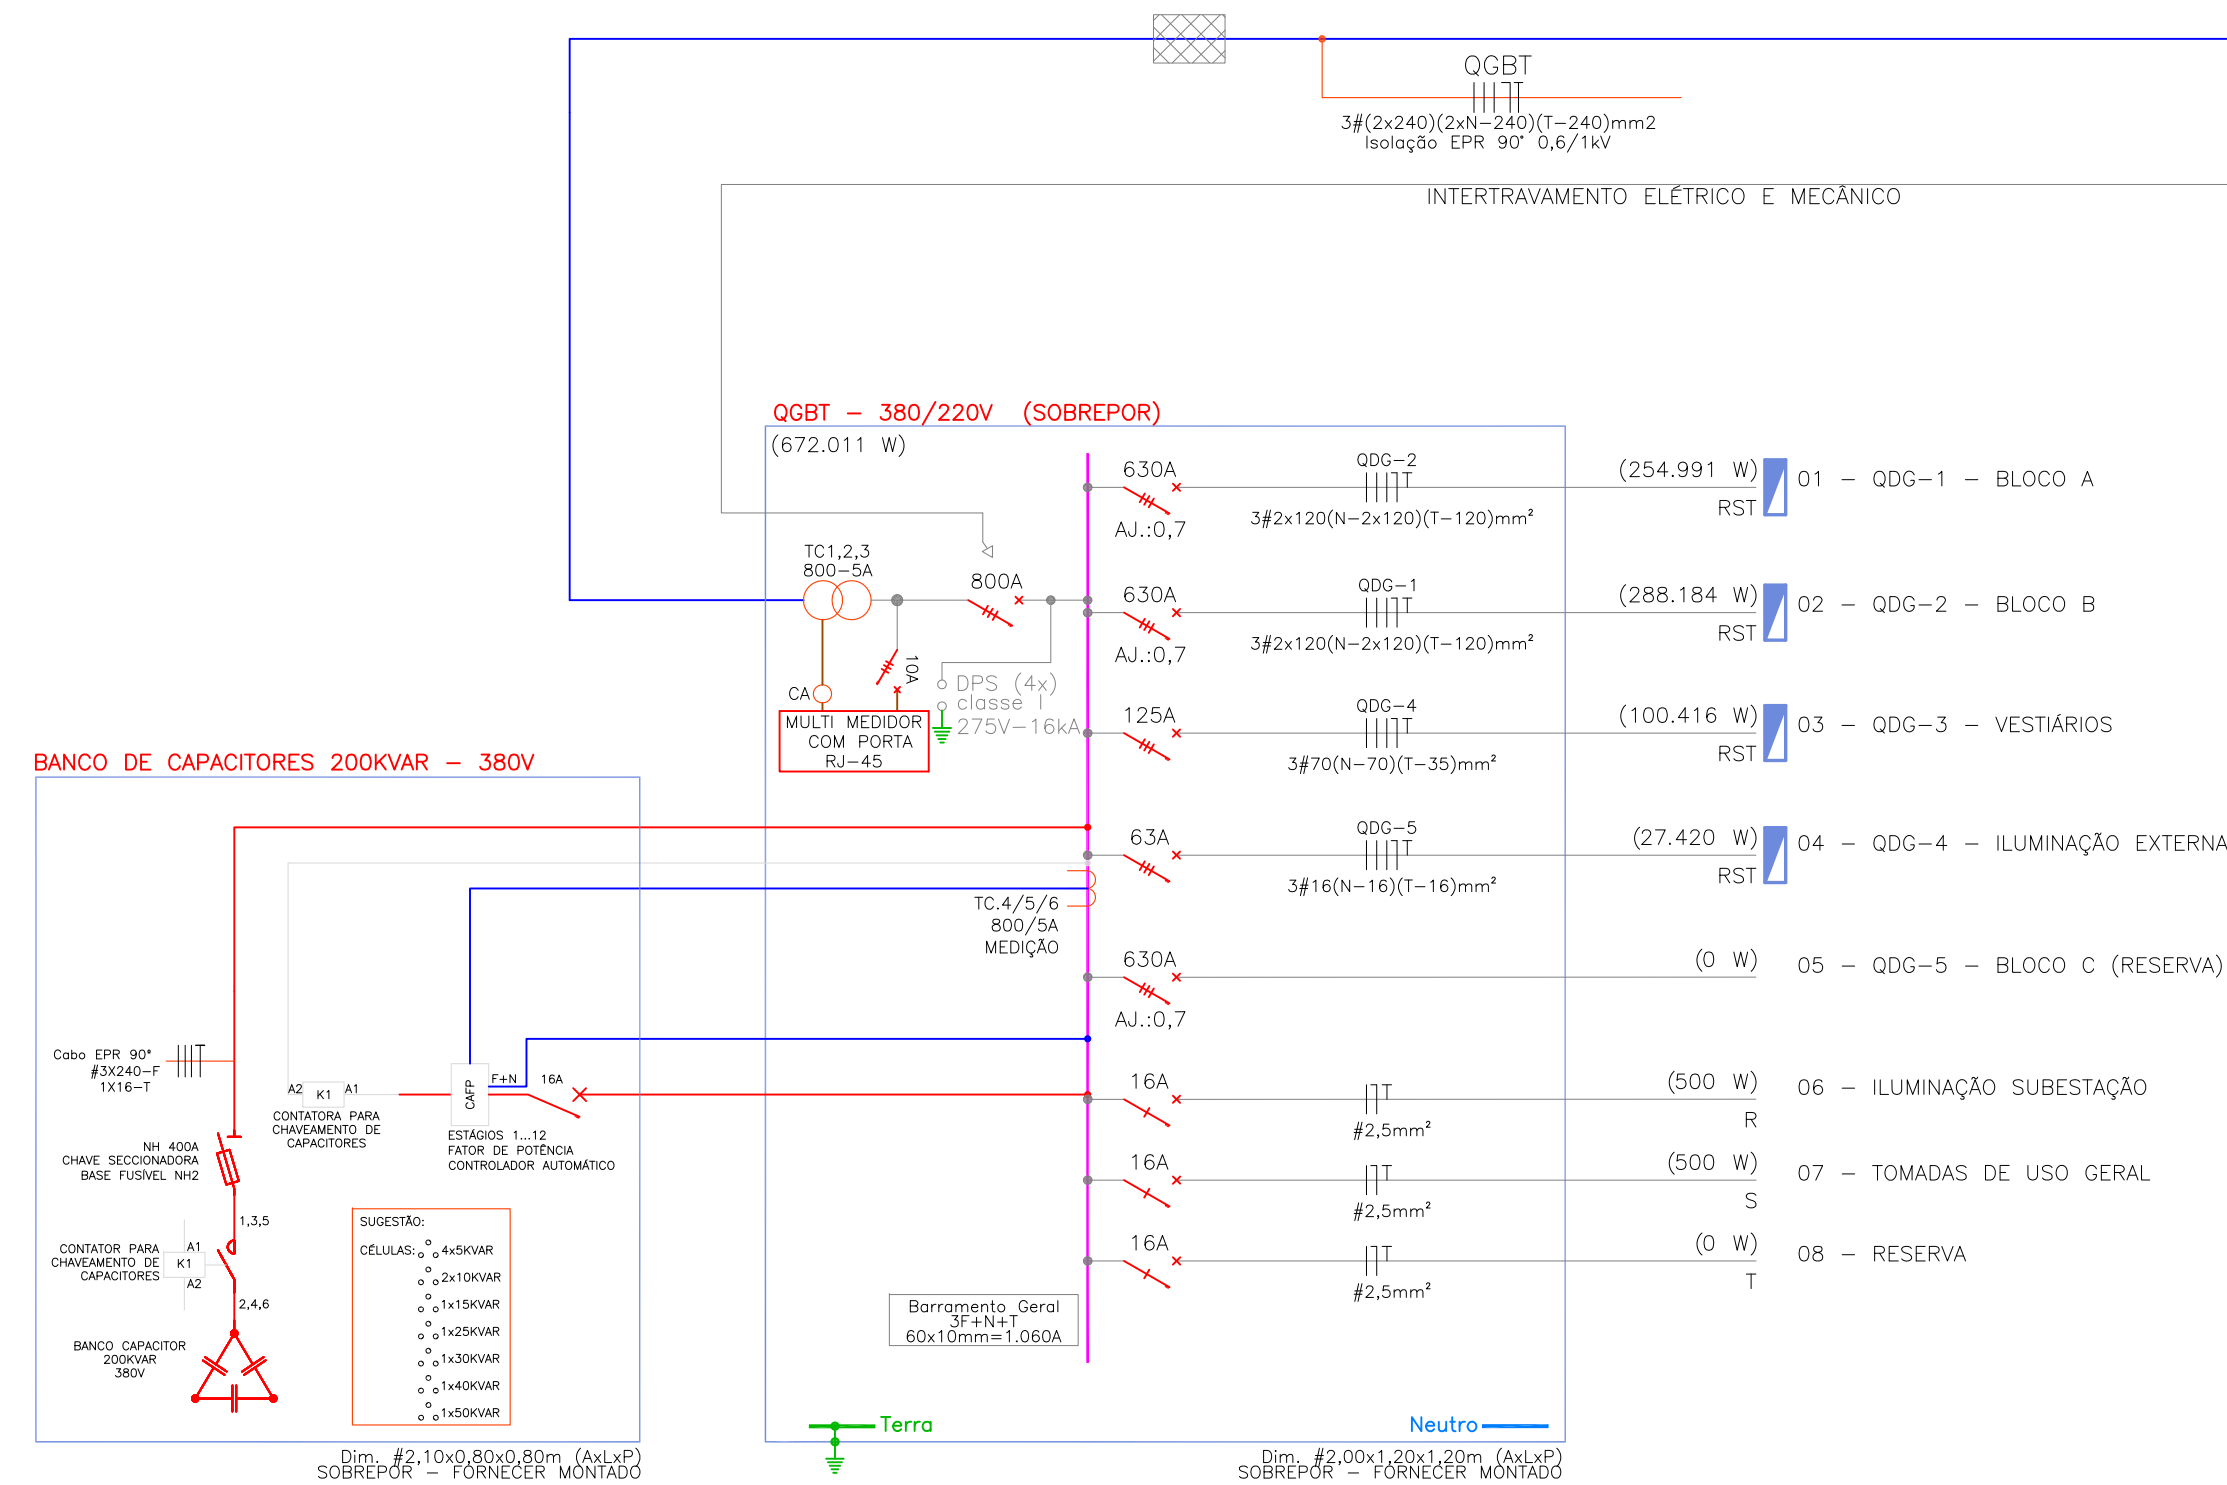 QGBT
3#(2x240)(2xN-240)(T-240)mm2
Isolação EPR 90° 0,6/1kV
INTERTRAVAMENTO ELÉTRICO E MECÂNICO
QGBT - 380/220V (SOBREPOR)
(672.011 W)
630A
AJ.:0,7
QDG-2
3#2x120(N-2x120)(T-120)mm²
(254.991 W)
RST
01 - QDG-1 - BLOCO A
TC1,2,3
800-5A
800A
10A
CA
MULTI MEDIDOR
COM PORTA
RJ-45
DPS (4x)
classe I
275V-16kA
630A
AJ.:0,7
QDG-1
3#2x120(N-2x120)(T-120)mm²
(288.184 W)
RST
02 - QDG-2 - BLOCO B
125A
QDG-4
3#70(N-70)(T-35)mm²
(100.416 W)
RST
03 - QDG-3 - VESTIÁRIOS
63A
QDG-5
3#16(N-16)(T-16)mm²
(27.420 W)
RST
04 - QDG-4 - ILUMINAÇÃO EXTERNA
TC.4/5/6
800/5A
MEDIÇÃO
630A
AJ.:0,7
(0 W)
05 - QDG-5 - BLOCO C (RESERVA)
16A
#2,5mm²
(500 W)
R
06 - ILUMINAÇÃO SUBESTAÇÃO
16A
#2,5mm²
(500 W)
S
07 - TOMADAS DE USO GERAL
16A
#2,5mm²
(0 W)
T
08 - RESERVA
Barramento Geral
3F+N+T
60x10mm=1.060A
Terra
Neutro
Dim. #2,00x1,20x1,20m (AxLxP)
SOBREPOR - FORNECER MONTADO
BANCO DE CAPACITORES 200KVAR - 380V
Cabo EPR 90°
#3X240-F
1X16-T
A2
K1
A1
CONTATORA PARA
CHAVEAMENTO DE
CAPACITORES
CAFP
F+N
16A
ESTÁGIOS 1...12
FATOR DE POTÊNCIA
CONTROLADOR AUTOMÁTICO
NH 400A
CHAVE SECCIONADORA
BASE FUSÍVEL NH2
1,3,5
CONTATOR PARA
CHAVEAMENTO DE
CAPACITORES
A1
K1
A2
2,4,6
BANCO CAPACITOR
200KVAR
380V
SUGESTÃO:
CÉLULAS: 4x5KVAR
2x10KVAR
1x15KVAR
1x25KVAR
1x30KVAR
1x40KVAR
1x50KVAR
Dim. #2,10x0,80x0,80m (AxLxP)
SOBREPOR - FORNECER MONTADO